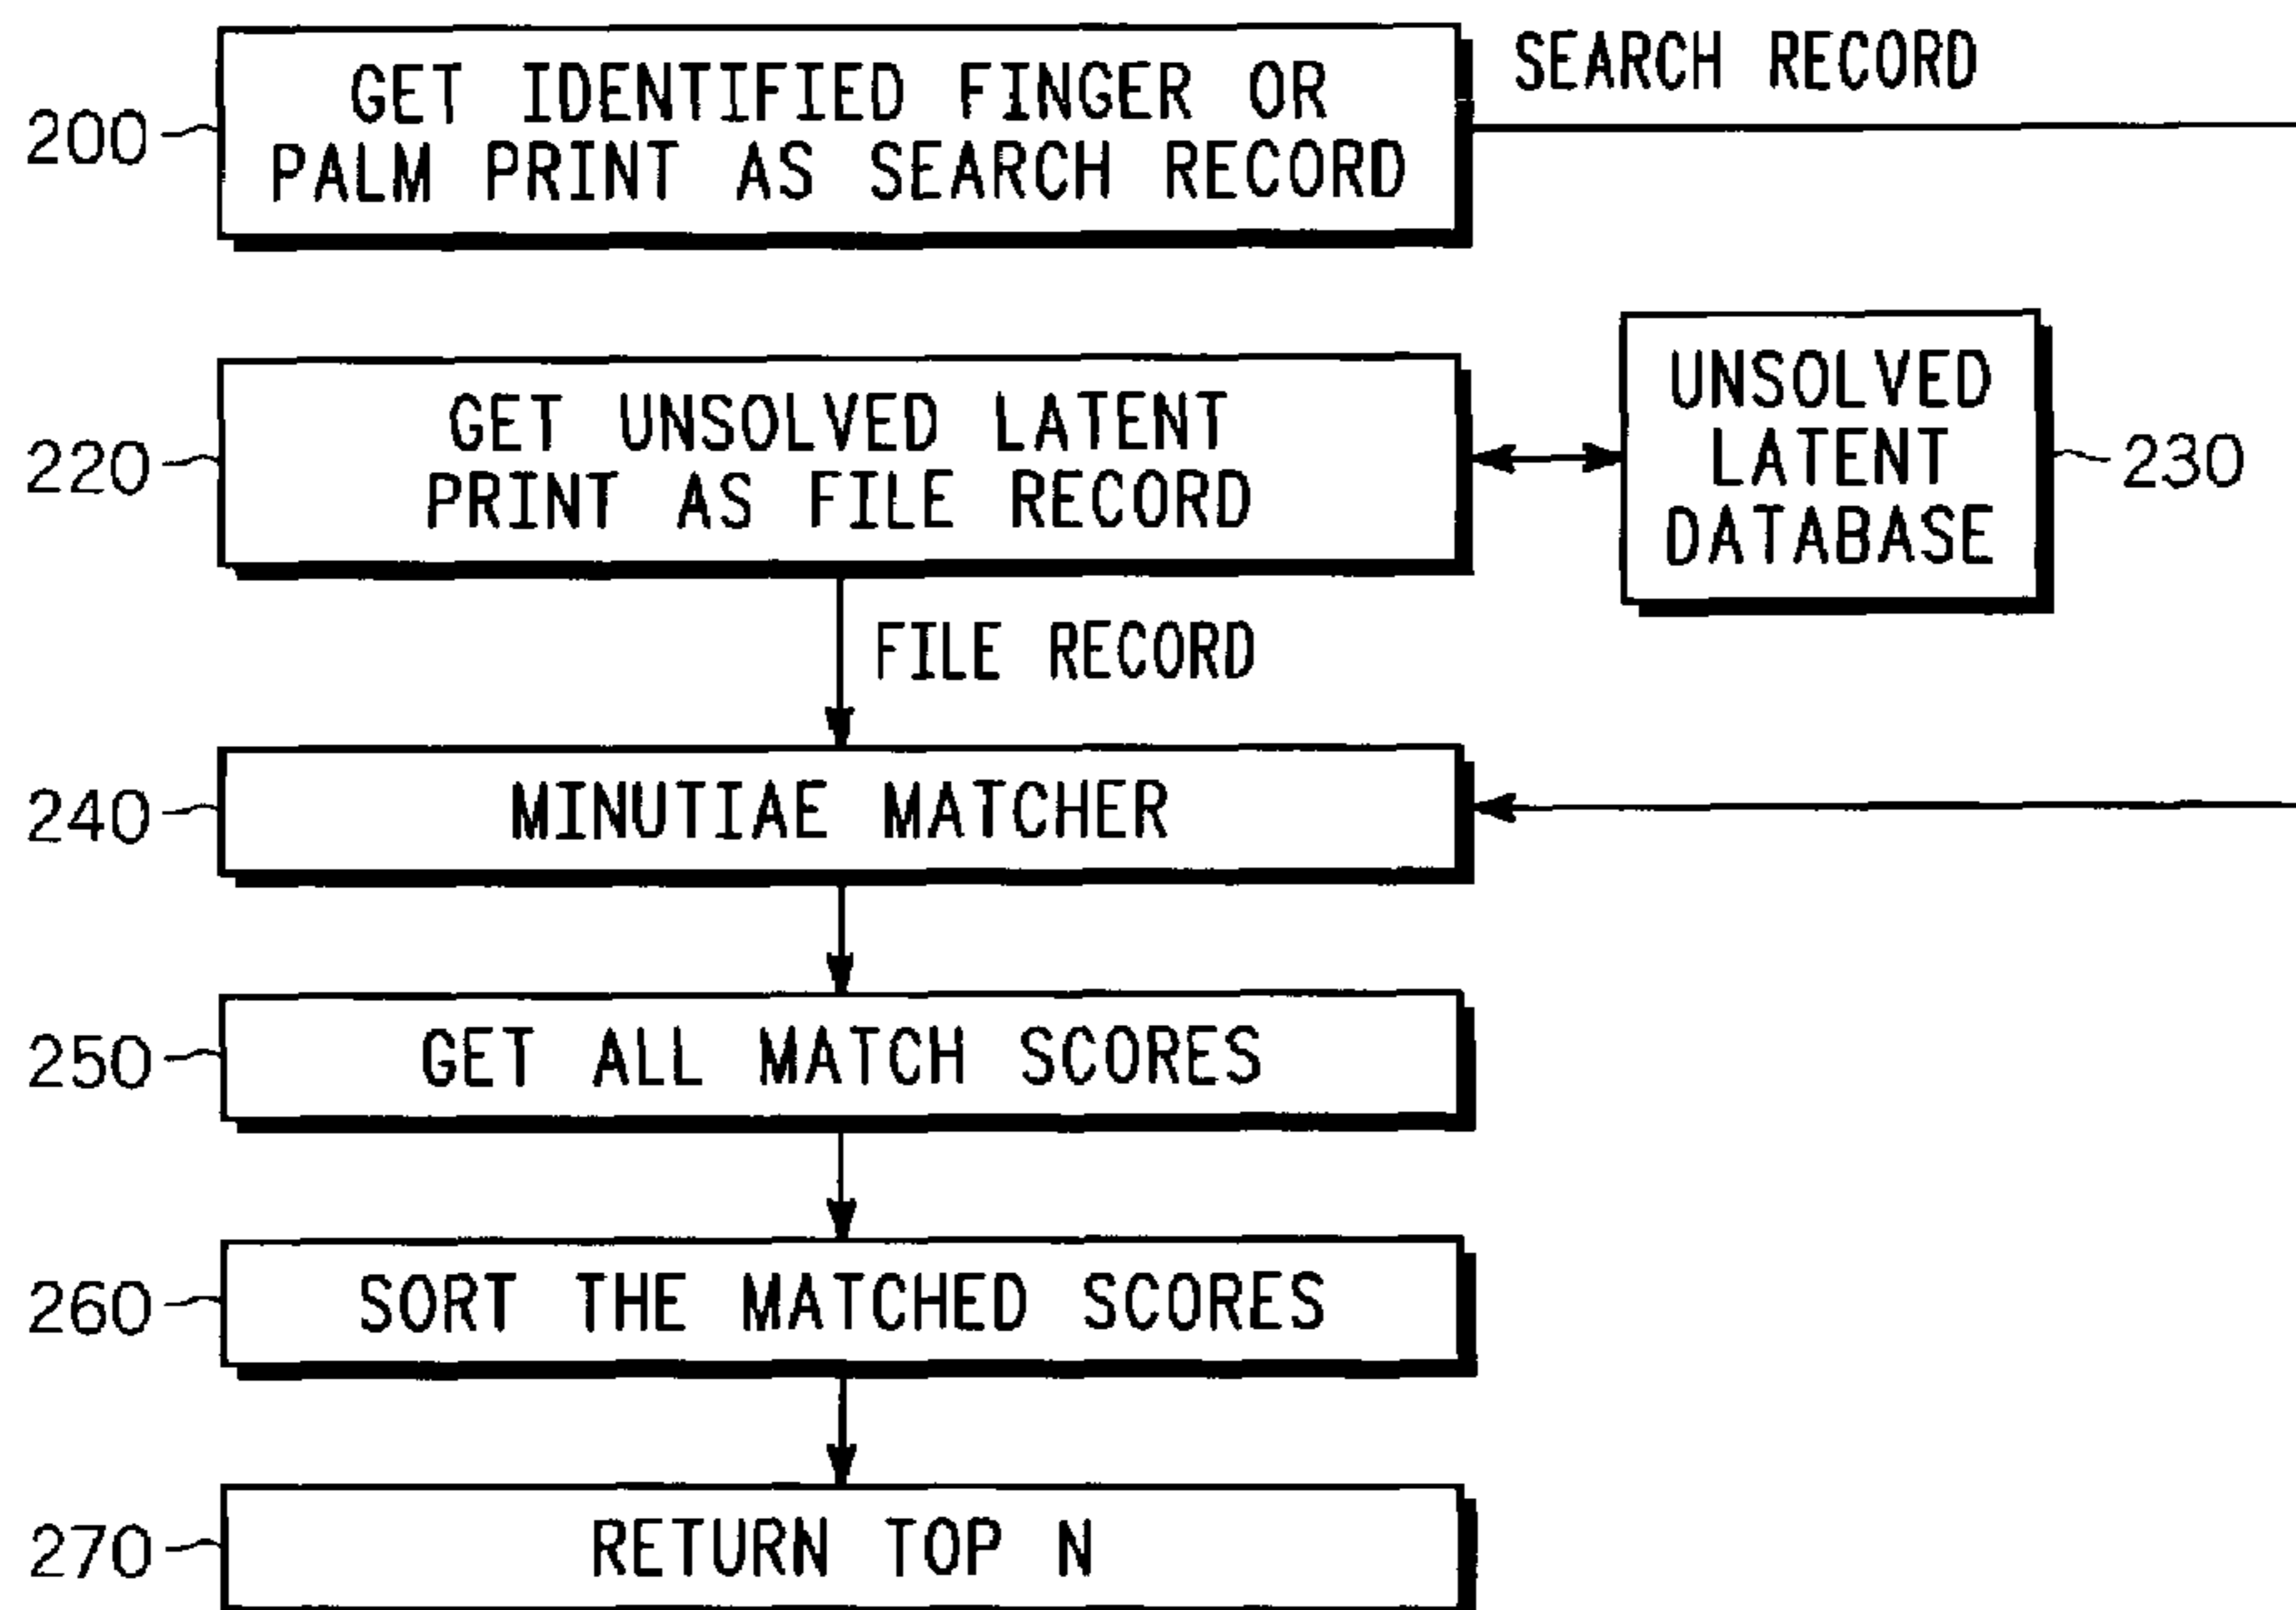 200
GET IDENTIFIED FINGER OR
PALM PRINT AS SEARCH RECORD
SEARCH RECORD
220
GET UNSOLVED LATENT
PRINT AS FILE RECORD
UNSOLVED
LATENT
DATABASE
230
FILE RECORD
240
MINUTIAE MATCHER
250
GET ALL MATCH SCORES
260
SORT THE MATCHED SCORES
270
RETURN TOP N